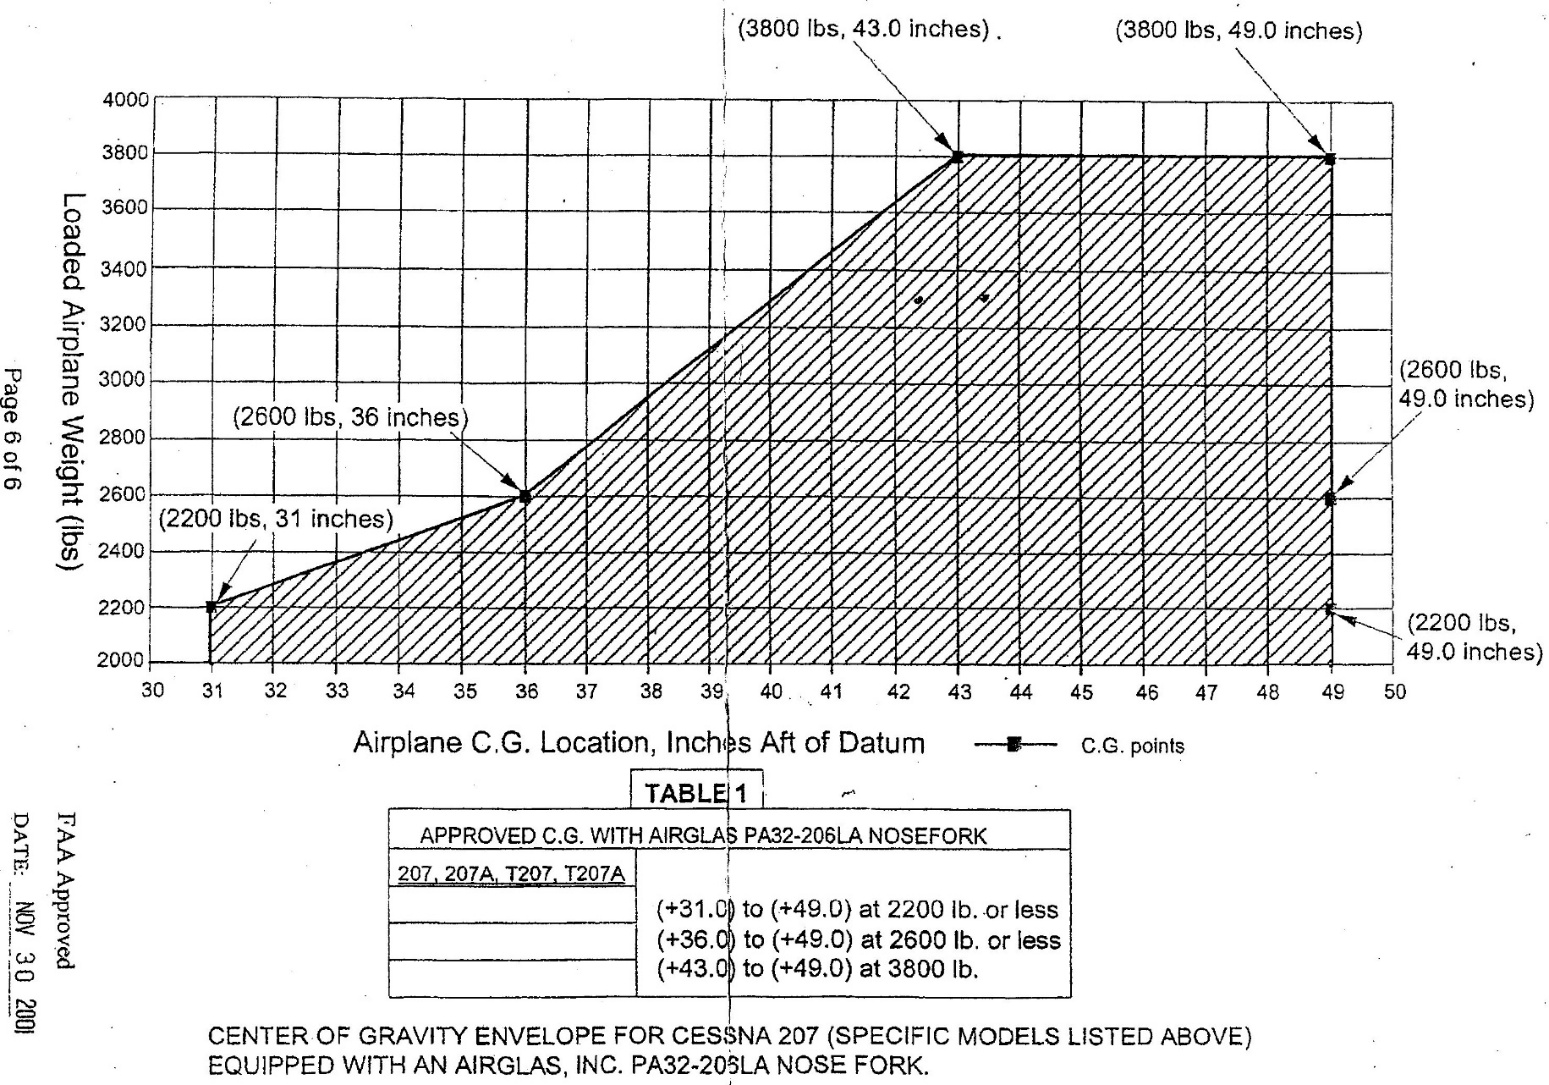 (3800 lbs, 43.0 inches).
(3800 lbs, 49.0 inches)
4000
3800
3600
3400
3200
3000
2800
2600
2400
2200
2000
Loaded Airplane Weight (lbs)
(2600 lbs, 36 inches)
(2200 lbs, 31 inches)
(2600 lbs,
49.0 inches)
(2200 lbs,
49.0 inches)
30 31 32 33 34 35 36 37 38 39 40 41 42 43 44 45 46 47 48 49 50
Airplane C.G. Location, Inches Aft of Datum
C.G. points
TABLE 1
APPROVED C.G. WITH AIRGLAS PA32-206LA NOSEFORK
207, 207A, T207, T207A
(+31.0) to (+49.0) at 2200 lb. or less
(+36.0) to (+49.0) at 2600 lb. or less
(+43.0) to (+49.0) at 3800 lb.
CENTER OF GRAVITY ENVELOPE FOR CESSNA 207 (SPECIFIC MODELS LISTED ABOVE)
EQUIPPED WITH AN AIRGLAS, INC. PA32-206LA NOSE FORK.
Page 6 of 6
FAA Approved
DATE: NOV 30 2001